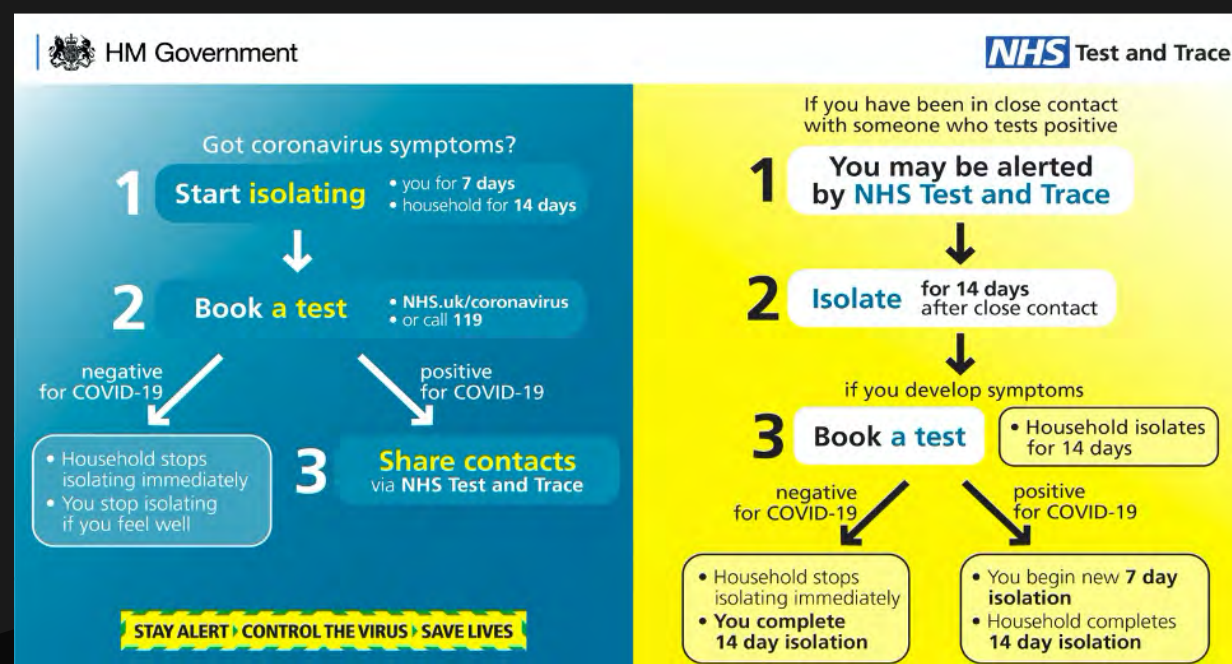 HM Government
NHS Test and Trace
Got coronavirus symptoms?
1 Start isolating
• you for 7 days
• household for 14 days
2 Book a test
• NHS.uk/coronavirus
• or call 119
negative
for COVID-19
positive
for COVID-19
• Household stops
isolating immediately
• You stop isolating
if you feel well
3 Share contacts
via NHS Test and Trace
STAY ALERT CONTROL THE VIRUS SAVE LIVES
If you have been in close contact
with someone who tests positive
1 You may be alerted
by NHS Test and Trace
2 Isolate
for 14 days
after close contact
if you develop symptoms
3 Book a test
• Household isolates
for 14 days
negative
for COVID-19
positive
for COVID-19
• Household stops
isolating immediately
• You complete
14 day isolation
• You begin new 7 day
isolation
• Household completes
14 day isolation